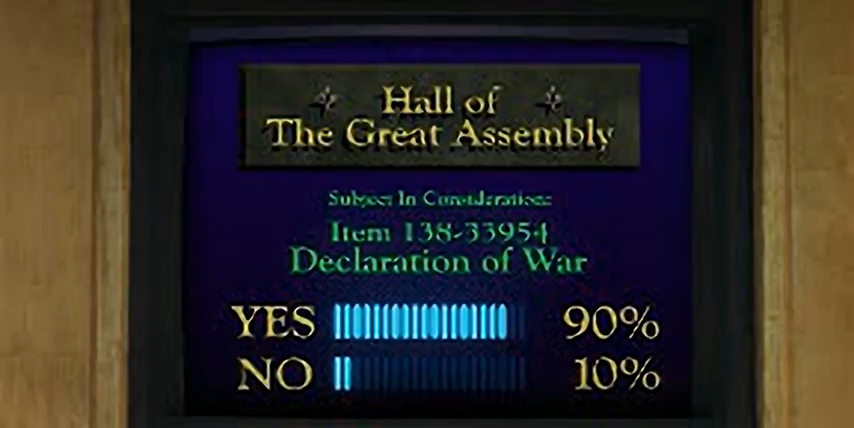 Hall of
The Great Assembly
Subject In Consideration:
Item 138-33954
Declaration of War
YES 90%
NO 10%